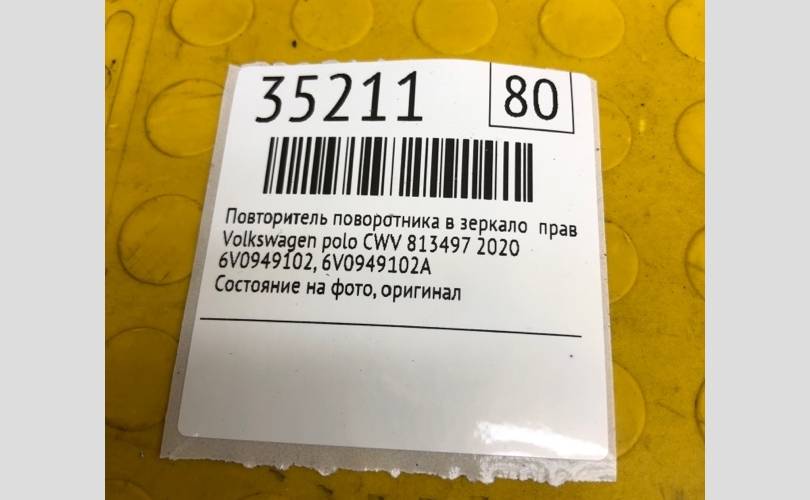 35211
80
Повторитель поворотника в зеркало прав
Volkswagen polo CWV 813497 2020
6V0949102, 6V0949102A
Состояние на фото, оригинал